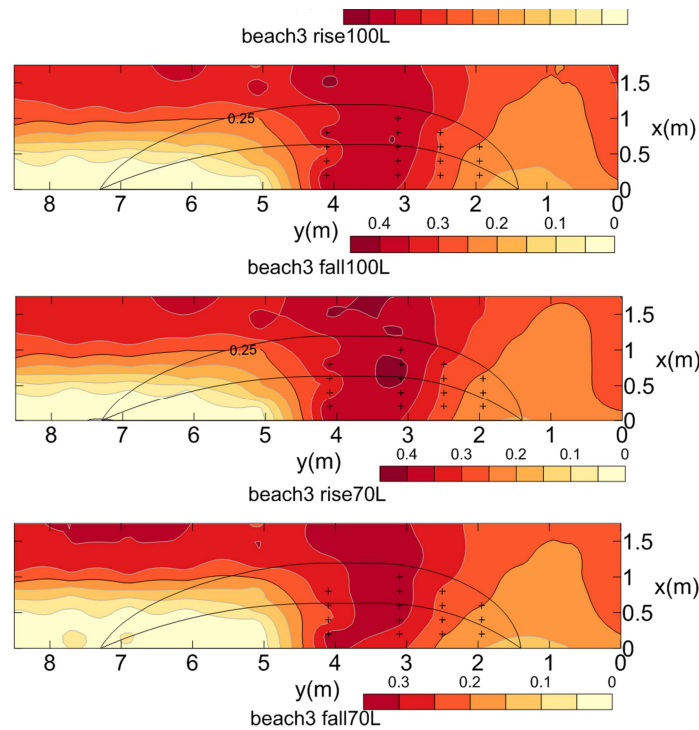 beach3 rise100L
1.5
1
x(m)
0.25
0.5
0
8 7 6 5 4 3 2 1 0
y(m)
0.4 0.3 0.2 0.1 0
beach3 fall100L
1.5
1
x(m)
0.25
0.5
0
8 7 6 5 4 3 2 1 0
y(m)
0.4 0.3 0.2 0.1 0
beach3 rise70L
1.5
1
x(m)
0.5
0
8 7 6 5 4 3 2 1 0
y(m)
0.3 0.2 0.1 0
beach3 fall70L